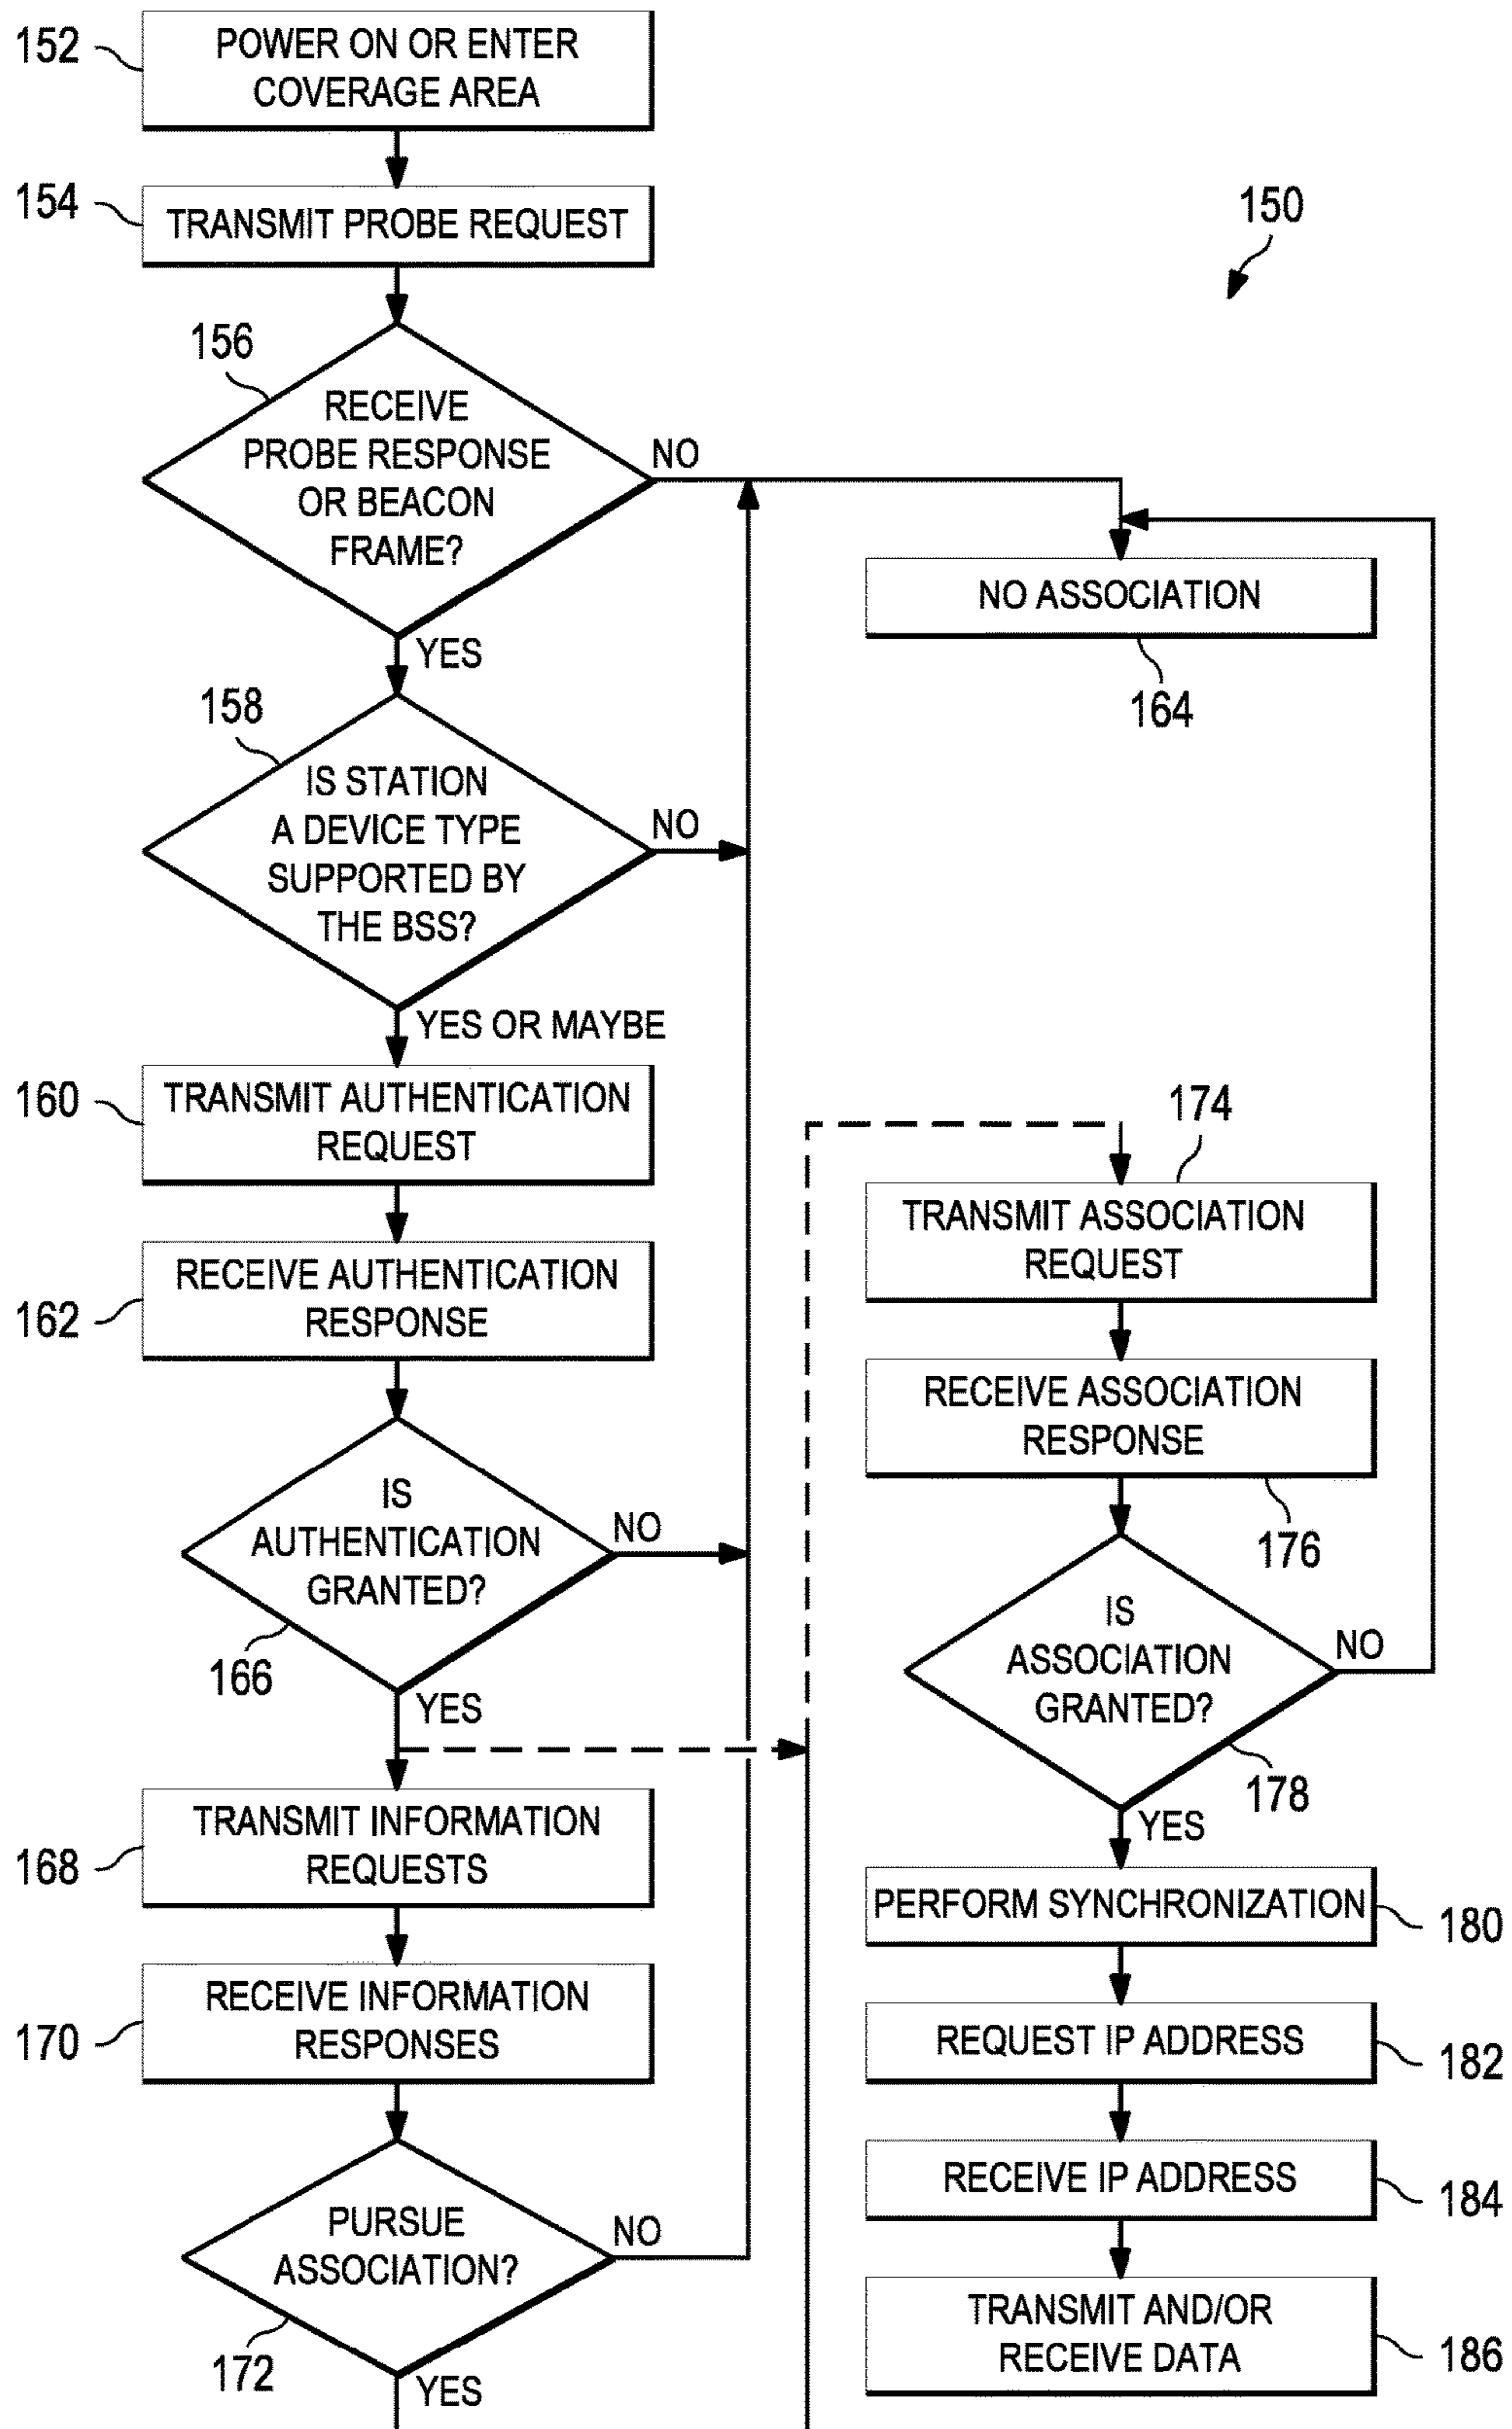 152
POWER ON OR ENTER
COVERAGE AREA
154
TRANSMIT PROBE REQUEST
150
156
RECEIVE
PROBE RESPONSE
OR BEACON
FRAME?
NO
YES
NO ASSOCIATION
164
158
IS STATION
A DEVICE TYPE
SUPPORTED BY
THE BSS?
NO
YES OR MAYBE
160
TRANSMIT AUTHENTICATION
REQUEST
162
RECEIVE AUTHENTICATION
RESPONSE
IS
AUTHENTICATION
GRANTED?
NO
166
YES
168
TRANSMIT INFORMATION
REQUESTS
170
RECEIVE INFORMATION
RESPONSES
PURSUE
ASSOCIATION?
NO
172
YES
174
TRANSMIT ASSOCIATION
REQUEST
RECEIVE ASSOCIATION
RESPONSE
176
IS
ASSOCIATION
GRANTED?
NO
178
YES
PERFORM SYNCHRONIZATION
180
REQUEST IP ADDRESS
182
RECEIVE IP ADDRESS
184
TRANSMIT AND/OR
RECEIVE DATA
186